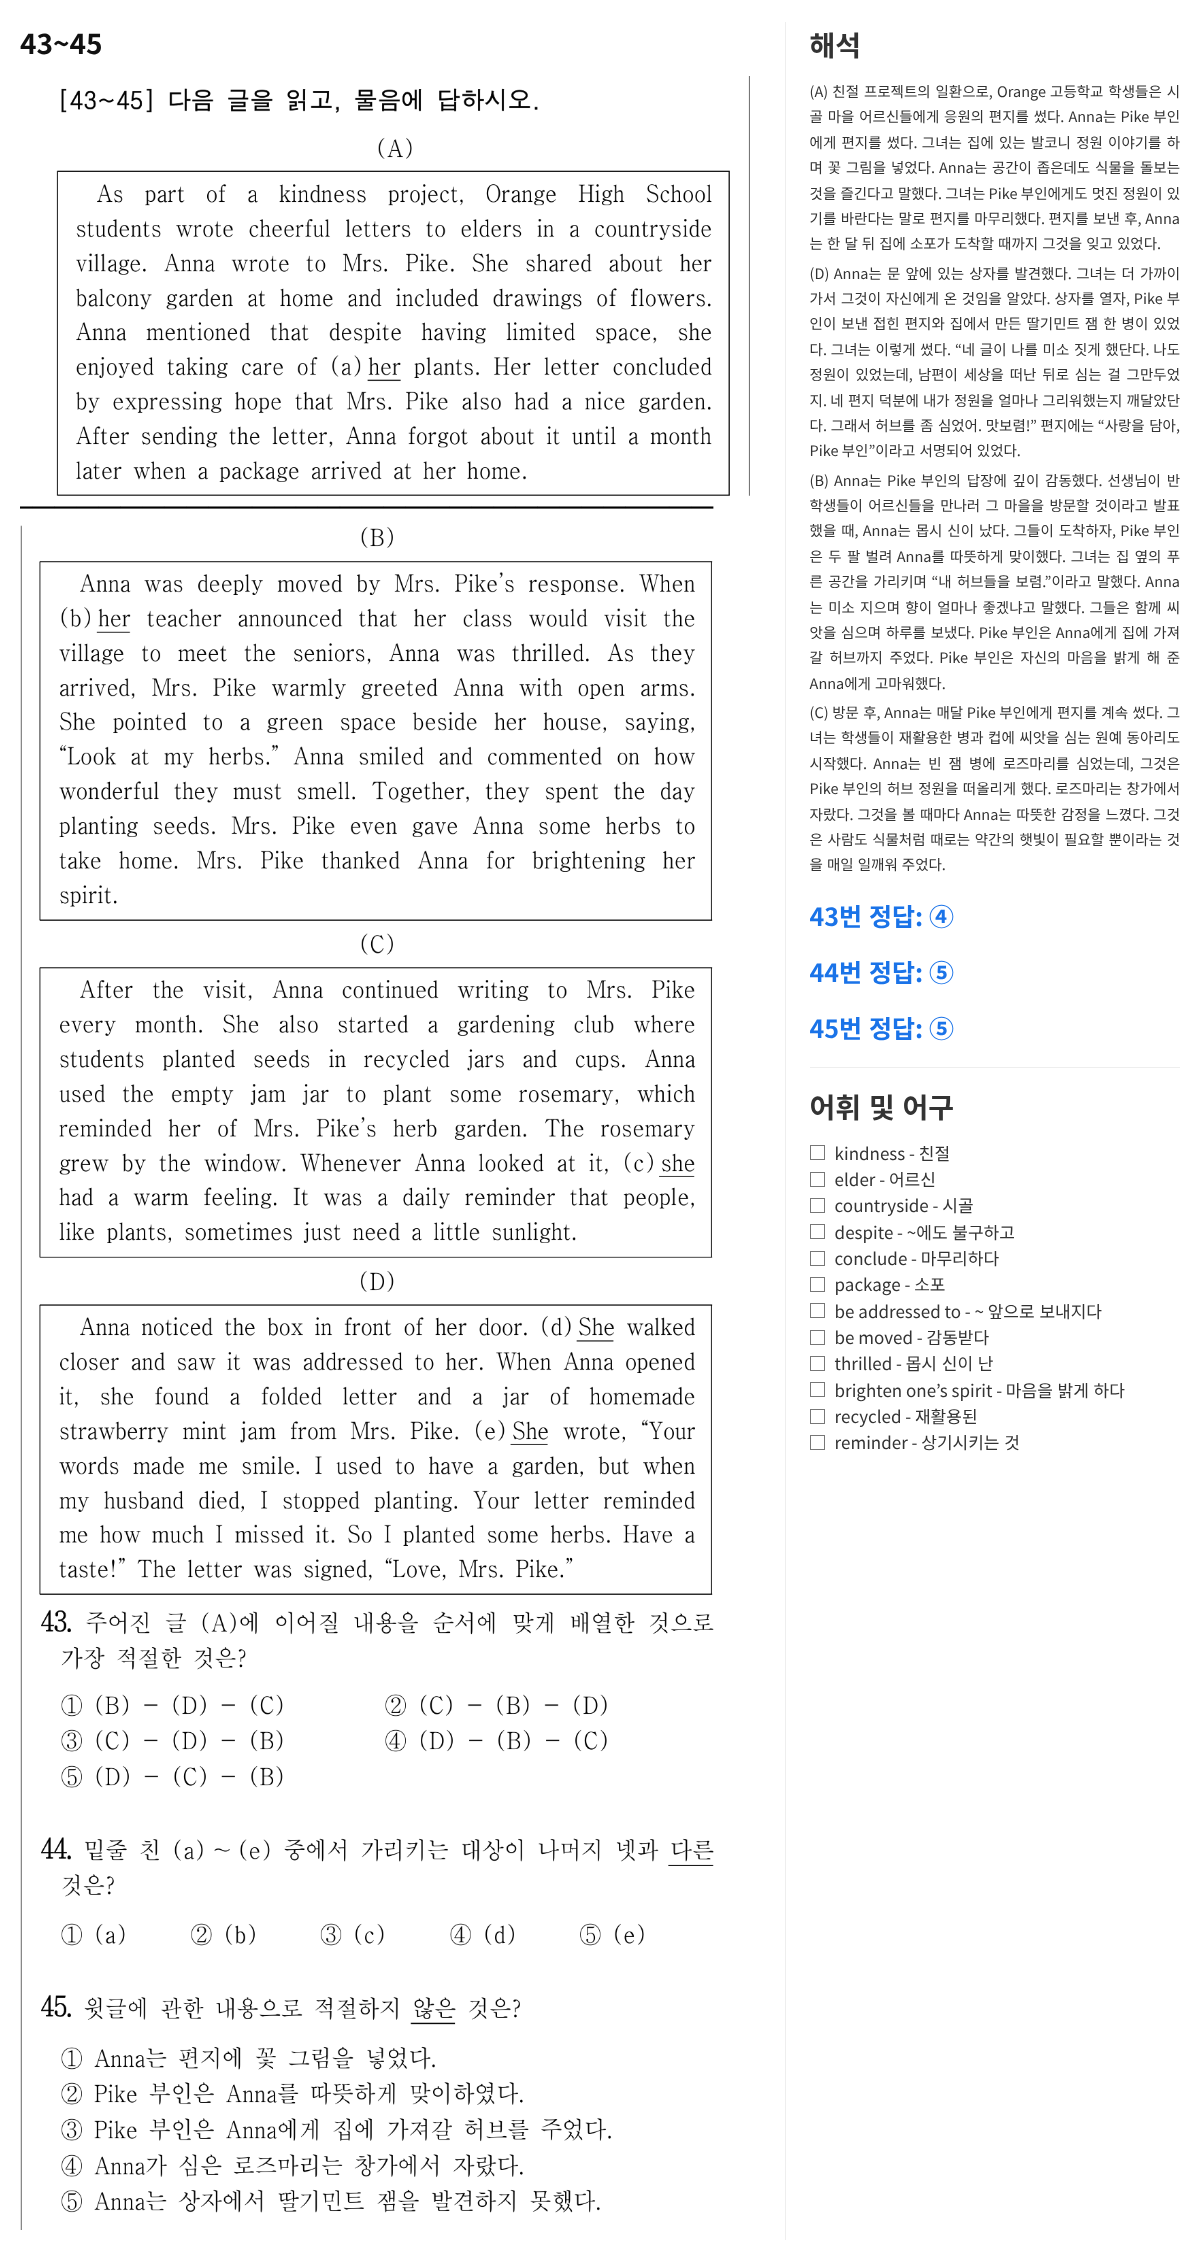 43~45
[43~45] 다음 글을 읽고, 물음에 답하시오.
(A)
As part of a kindness project, Orange High School
students wrote cheerful letters to elders in a countryside
village. Anna wrote to Mrs. Pike. She shared about her
balcony garden at home and included drawings of flowers.
Anna mentioned that despite having limited space, she
enjoyed taking care of (a) her plants. Her letter concluded
by expressing hope that Mrs. Pike also had a nice garden.
After sending the letter, Anna forgot about it until a month
later when a package arrived at her home.
(B)
Anna was deeply moved by Mrs. Pike's response. When
(b) her teacher announced that her class would visit the
village to meet the seniors, Anna was thrilled. As they
arrived, Mrs. Pike warmly greeted Anna with open arms.
She pointed to a green space beside her house, saying,
“Look at my herbs.” Anna smiled and commented on how
wonderful they must smell. Together, they spent the day
planting seeds. Mrs. Pike even gave Anna some herbs to
take home. Mrs. Pike thanked Anna for brightening her
spirit.
(C)
After the visit, Anna continued writing to Mrs. Pike
every month. She also started a gardening club where
students planted seeds in recycled jars and cups. Anna
used the empty jam jar to plant some rosemary, which
reminded her of Mrs. Pike's herb garden. The rosemary
grew by the window. Whenever Anna looked at it, (c) she
had a warm feeling. It was a daily reminder that people,
like plants, sometimes just need a little sunlight.
(D)
Anna noticed the box in front of her door. (d) She walked
closer and saw it was addressed to her. When Anna opened
it, she found a folded letter and a jar of homemade
strawberry mint jam from Mrs. Pike. (e) She wrote, “Your
words made me smile. I used to have a garden, but when
my husband died, I stopped planting. Your letter reminded
me how much I missed it. So I planted some herbs. Have a
taste!” The letter was signed, “Love, Mrs. Pike.”
43. 주어진 글 (A)에 이어질 내용을 순서에 맞게 배열한 것으로
가장 적절한 것은?
① (B) - (D) - (C) ② (C) - (B) - (D)
③ (C) - (D) - (B) ④ (D) - (B) - (C)
⑤ (D) - (C) - (B)
44. 밑줄 친 (a) ~ (e) 중에서 가리키는 대상이 나머지 넷과 다른
것은?
① (a) ② (b) ③ (c) ④ (d) ⑤ (e)
45. 윗글에 관한 내용으로 적절하지 않은 것은?
① Anna는 편지에 꽃 그림을 넣었다.
② Pike 부인은 Anna를 따뜻하게 맞이하였다.
③ Pike 부인은 Anna에게 집에 가져갈 허브를 주었다.
④ Anna가 심은 로즈마리는 창가에서 자랐다.
⑤ Anna는 상자에서 딸기민트 잼을 발견하지 못했다.
해석
(A) 친절 프로젝트의 일환으로, Orange 고등학교 학생들은 시
골 마을 어르신들에게 응원의 편지를 썼다. Anna는 Pike 부인
에게 편지를 썼다. 그녀는 집에 있는 발코니 정원 이야기를 하
며 꽃 그림을 넣었다. Anna는 공간이 좁은데도 식물을 돌보는
것을 즐긴다고 말했다. 그녀는 Pike 부인에게도 멋진 정원이 있
기를 바란다는 말로 편지를 마무리했다. 편지를 보낸 후, Anna
는 한 달 뒤 집에 소포가 도착할 때까지 그것을 잊고 있었다.
(D) Anna는 문 앞에 있는 상자를 발견했다. 그녀는 더 가까이
가서 그것이 자신에게 온 것임을 알았다. 상자를 열자, Pike 부
인이 보낸 접힌 편지와 집에서 만든 딸기민트 잼 한 병이 있었
다. 그녀는 이렇게 썼다. “네 글이 나를 미소 짓게 했단다. 나도
정원이 있었는데, 남편이 세상을 떠난 뒤로 심는 걸 그만두었
지. 네 편지 덕분에 내가 정원을 얼마나 그리워했는지 깨달았단
다. 그래서 허브를 좀 심었어. 맛보렴!” 편지에는 “사랑을 담아,
Pike 부인”이라고 서명되어 있었다.
(B) Anna는 Pike 부인의 답장에 깊이 감동했다. 선생님이 반
학생들이 어르신들을 만나러 그 마을을 방문할 것이라고 발표
했을 때, Anna는 몹시 신이 났다. 그들이 도착하자, Pike 부인
은 두 팔 벌려 Anna를 따뜻하게 맞이했다. 그녀는 집 옆의 푸
른 공간을 가리키며 “내 허브들을 보렴.”이라고 말했다. Anna
는 미소 지으며 향이 얼마나 좋겠냐고 말했다. 그들은 함께 씨
앗을 심으며 하루를 보냈다. Pike 부인은 Anna에게 집에 가져
갈 허브까지 주었다. Pike 부인은 자신의 마음을 밝게 해 준
Anna에게 고마워했다.
(C) 방문 후, Anna는 매달 Pike 부인에게 편지를 계속 썼다. 그
녀는 학생들이 재활용한 병과 컵에 씨앗을 심는 원예 동아리도
시작했다. Anna는 빈 잼 병에 로즈마리를 심었는데, 그것은
Pike 부인의 허브 정원을 떠올리게 했다. 로즈마리는 창가에서
자랐다. 그것을 볼 때마다 Anna는 따뜻한 감정을 느꼈다. 그것
은 사람도 식물처럼 때로는 약간의 햇빛이 필요할 뿐이라는 것
을 매일 일깨워 주었다.
43번 정답: ④
44번 정답: ⑤
45번 정답: ⑤
어휘 및 어구
☐ kindness - 친절
☐ elder - 어르신
☐ countryside - 시골
☐ despite - ~에도 불구하고
☐ conclude - 마무리하다
☐ package - 소포
☐ be addressed to - ~ 앞으로 보내지다
☐ be moved - 감동받다
☐ thrilled - 몹시 신이 난
☐ brighten one’s spirit - 마음을 밝게 하다
☐ recycled - 재활용된
☐ reminder - 상기시키는 것